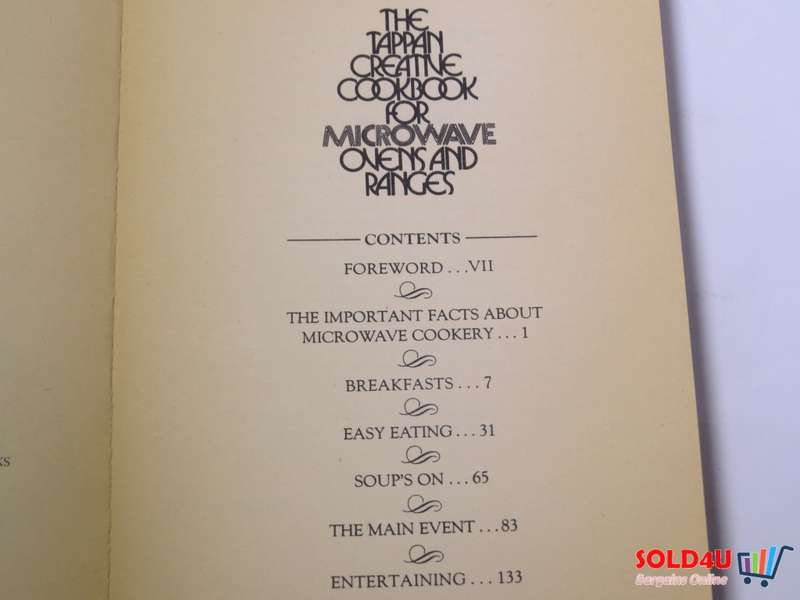 THE
TAPPAN
CREATIVE
COOKBOOK
FOR
MICROWAVE
OVENS AND
RANGES
CONTENTS
FOREWORD . . . VII
THE IMPORTANT FACTS ABOUT
MICROWAVE COOKERY . . . 1
BREAKFASTS . . . 7
EASY EATING . . . 31
SOUP'S ON . . . 65
THE MAIN EVENT . . . 83
ENTERTAINING . . . 133
KS
SOLD4U
Bargains Online